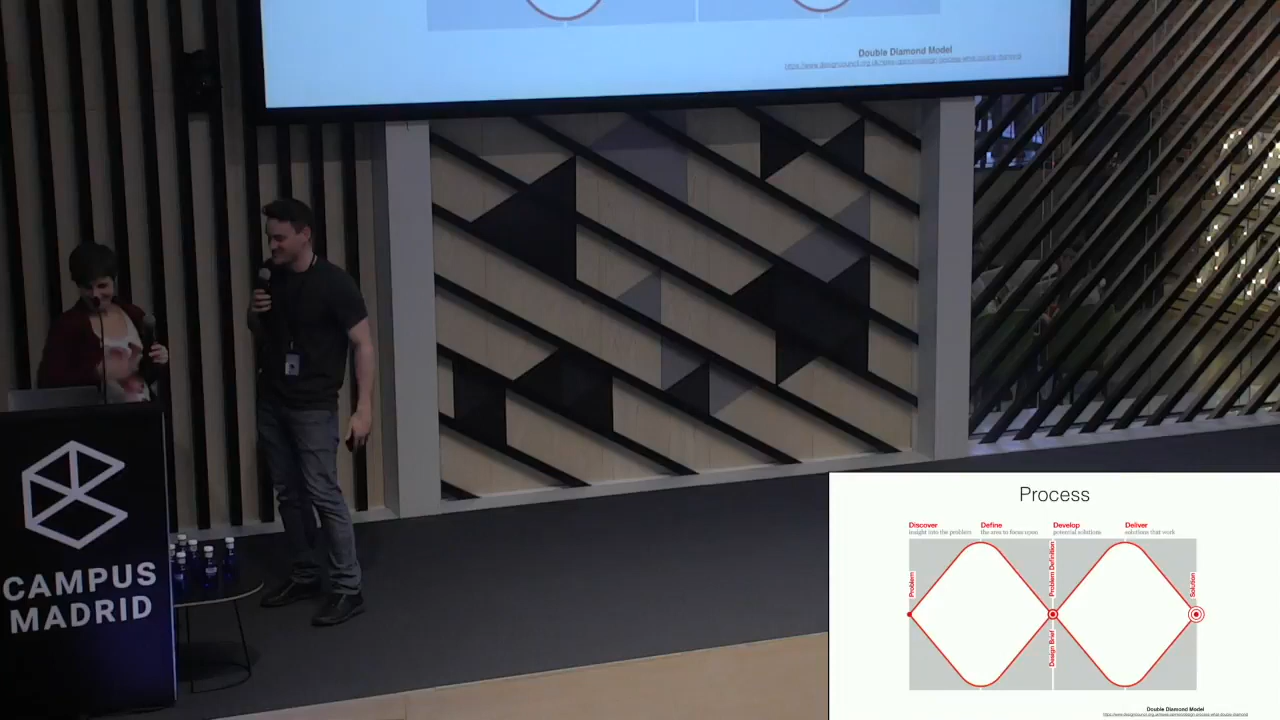 Double Diamond Model
CAMPUS
MADRID
Process
Discover
insight into the problem
Define
the area to focus upon
Develop
potential solutions
Deliver
solutions that work
Problem
Problem Definition
Design Brief
Solution
Double Diamond Model